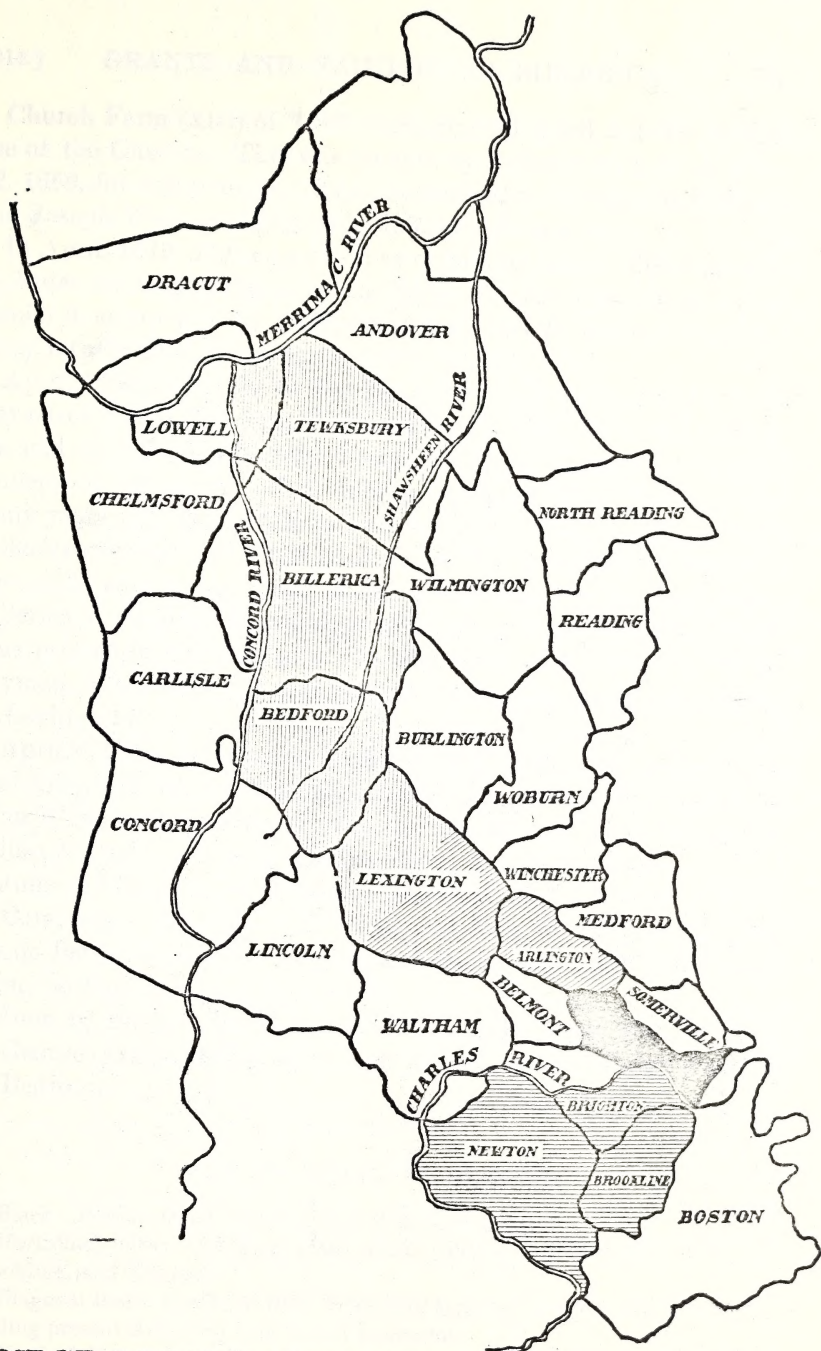 DRACUT
MERRIMA C RIVER
ANDOVER
LOWELL
TEWKSBURY
SHAWSHEEN RIVER
CHELMSFORD
NORTH READING
CONCORD RIVER
BILLERICA
WILMINGTON
READING
CARLISLE
BEDFORD
BURLINGTON
WOBURN
CONCORD
LEXINGTON
WINCHESTER
MEDFORD
LINCOLN
ARLINGTON
BELMONT
SOMERVILLE
WALTHAM
CHARLES RIVER
BRIGHTON
NEWTON
BROOKLINE
BOSTON